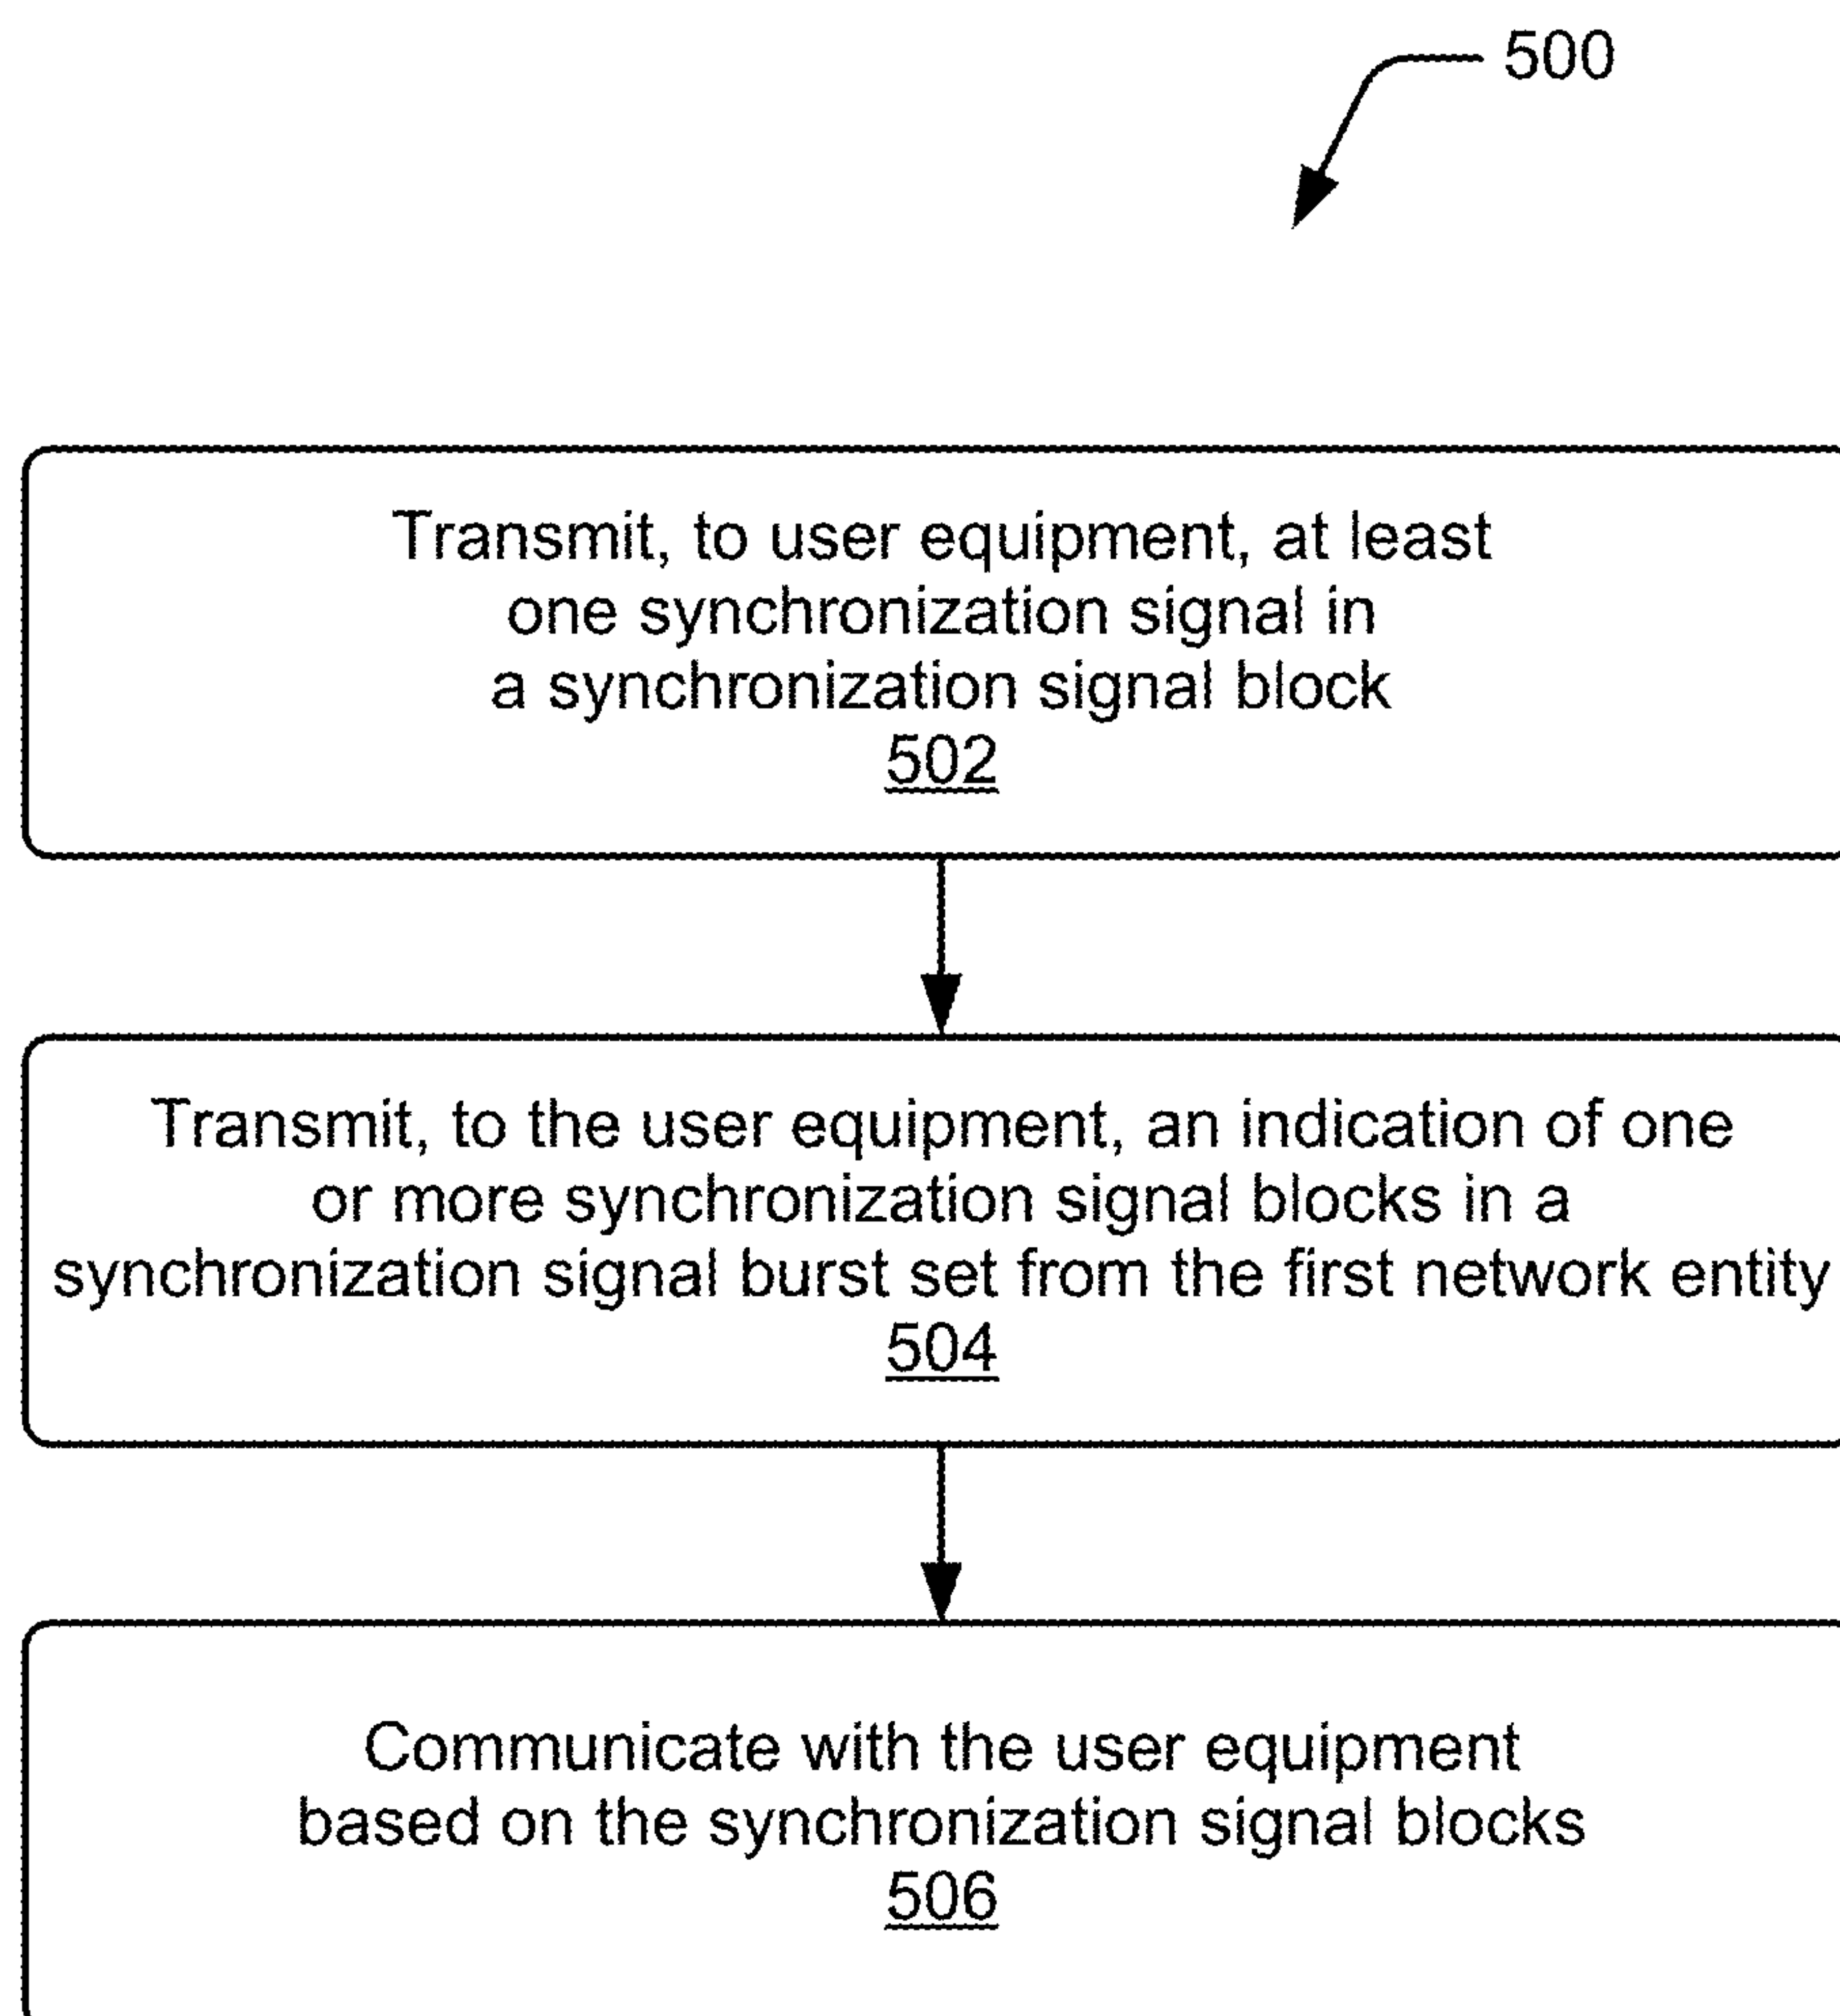 500
Transmit, to user equipment, at least
one synchronization signal in
a synchronization signal block
502
Transmit, to the user equipment, an indication of one
or more synchronization signal blocks in a
synchronization signal burst set from the first network entity
504
Communicate with the user equipment
based on the synchronization signal blocks
506